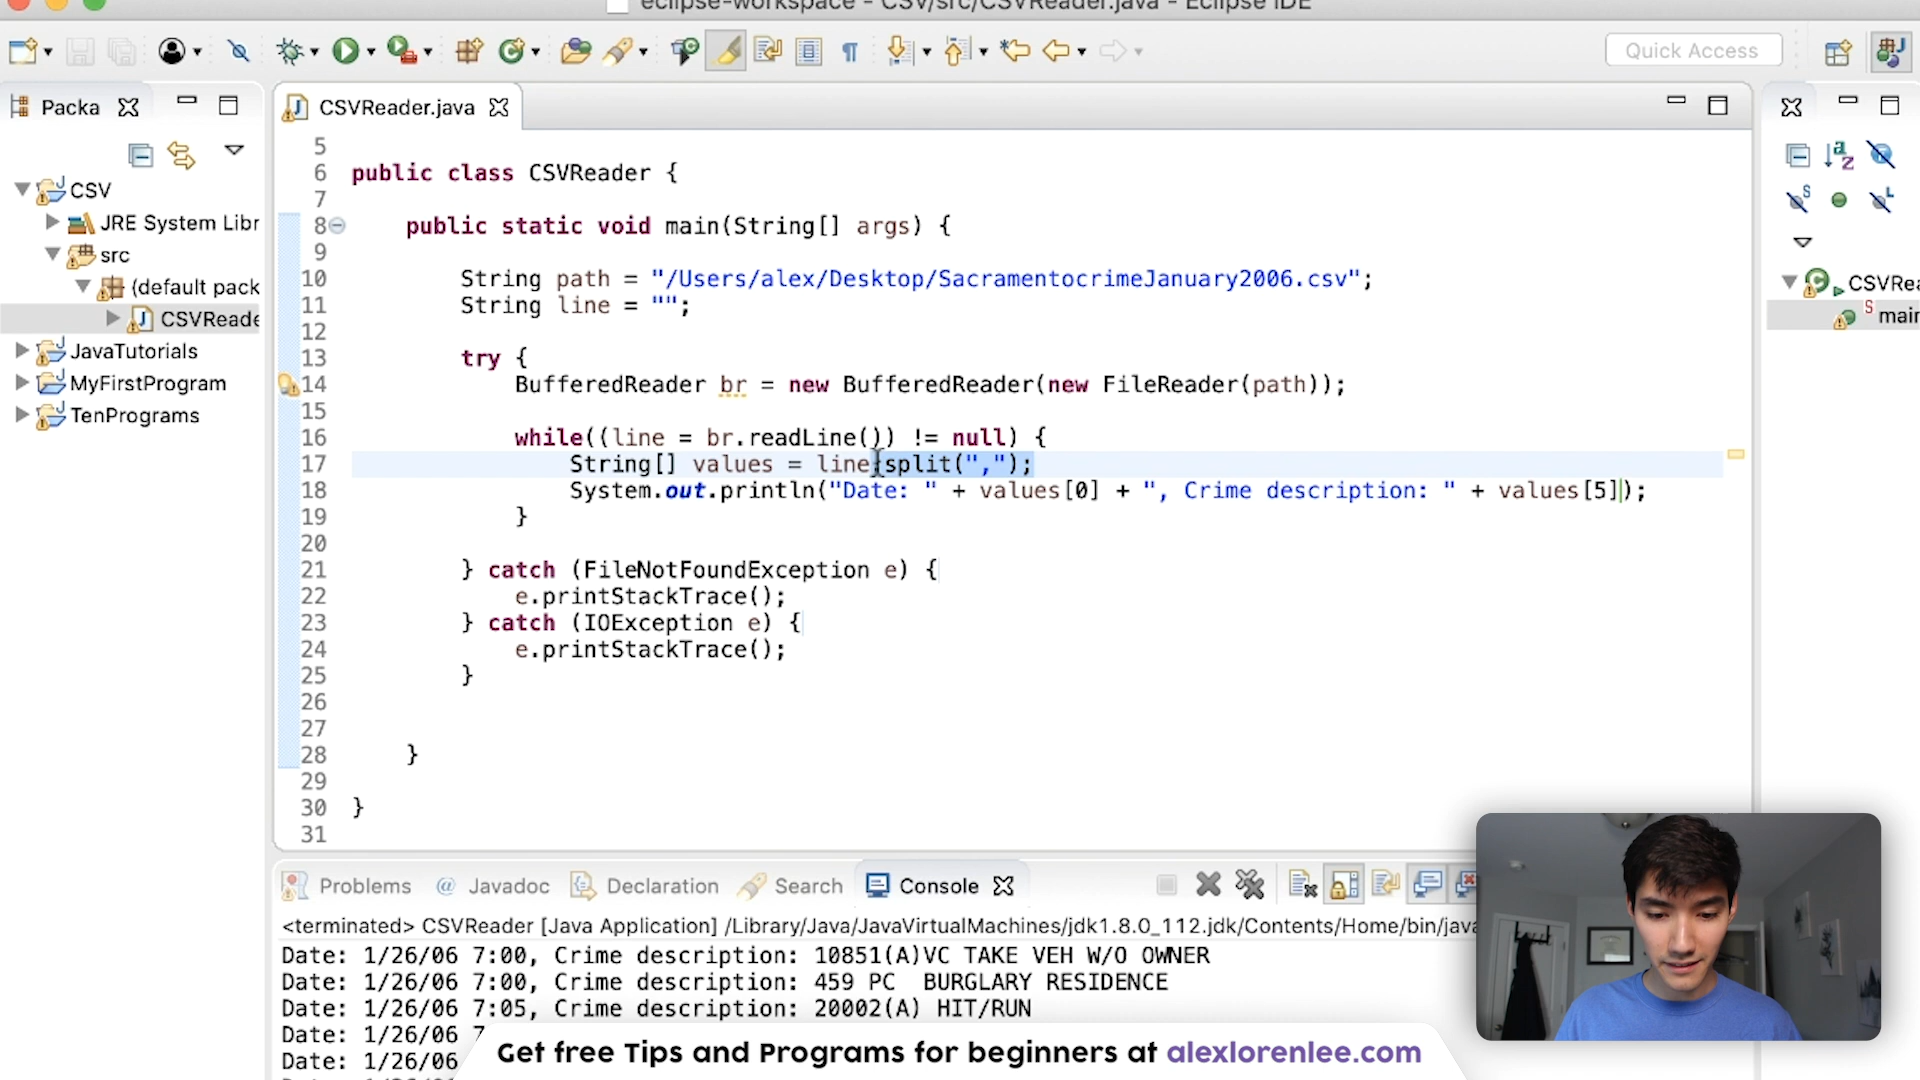 eclipse-workspace - CSV/src/CSVReader.java - Eclipse IDE
Quick Access
Packa
CSVReader.java
CSV
JRE System Libr
src
(default pack
CSVReade
JavaTutorials
MyFirstProgram
TenPrograms
5
6 public class CSVReader {
7
8 public static void main(String[] args) {
9
10 String path = "/Users/alex/Desktop/SacramentocrimeJanuary2006.csv";
11 String line = "";
12
13 try {
14 BufferedReader br = new BufferedReader(new FileReader(path));
15
16 while((line = br.readLine()) != null) {
17 String[] values = line.split(",");
18 System.out.println("Date: " + values[0] + ", Crime description: " + values[5]);
19 }
20
21 } catch (FileNotFoundException e) {
22 e.printStackTrace();
23 } catch (IOException e) {
24 e.printStackTrace();
25 }
26
27
28 }
29
30 }
31
CSVRea
main
Problems @ Javadoc Declaration Search Console
<terminated> CSVReader [Java Application] /Library/Java/JavaVirtualMachines/jdk1.8.0_112.jdk/Contents/Home/bin/java
Date: 1/26/06 7:00, Crime description: 10851(A)VC TAKE VEH W/O OWNER
Date: 1/26/06 7:00, Crime description: 459 PC  BURGLARY RESIDENCE
Date: 1/26/06 7:05, Crime description: 20002(A) HIT/RUN
Date: 1/26/06 7
Date: 1/26/06
Get free Tips and Programs for beginners at alexlorenlee.com